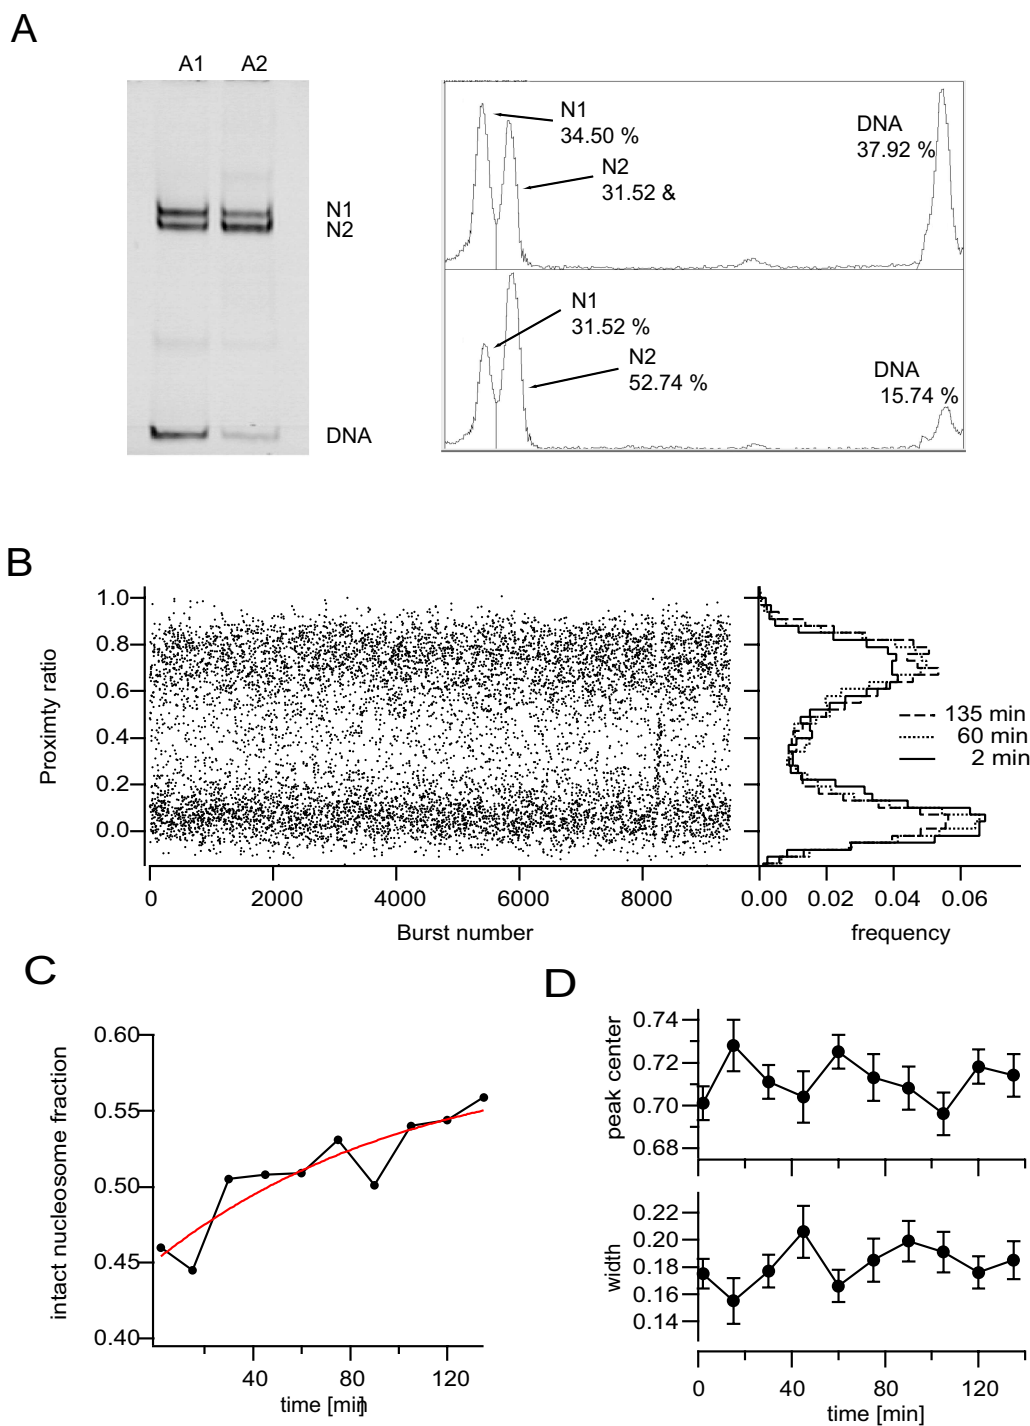 A
A1 A2
N1
N2
DNA
N1
34.50 %
N2
31.52 &
DNA
37.92 %
N1
31.52 %
N2
52.74 %
DNA
15.74 %
B
Proximity ratio
1.0
0.8
0.6
0.4
0.2
0.0
0 2000 4000 6000 8000
Burst number
135 min
60 min
2 min
0.00 0.02 0.04 0.06
frequency
C
intact nucleosome fraction
0.60
0.55
0.50
0.45
0.40
40 80 120
time [min]
D
peak center
0.74
0.72
0.70
0.68
width
0.22
0.20
0.18
0.16
0.14
0 40 80 120
time [min]